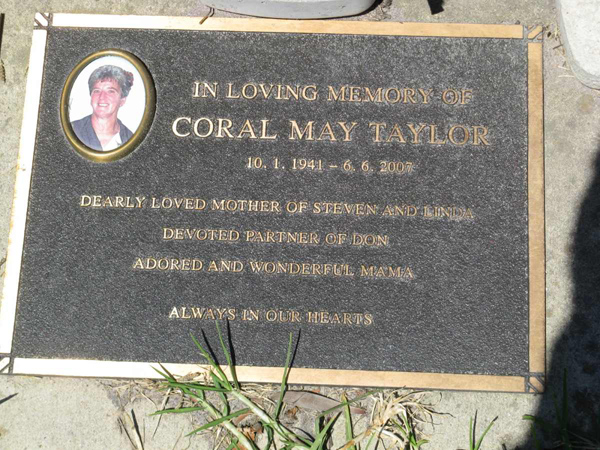 IN LOVING MEMORY OF
CORAL MAY TAYLOR
10. 1. 1941 – 6. 6. 2007
DEARLY LOVED MOTHER OF STEVEN AND LINDA
DEVOTED PARTNER OF DON
ADORED AND WONDERFUL MAMA
ALWAYS IN OUR HEARTS